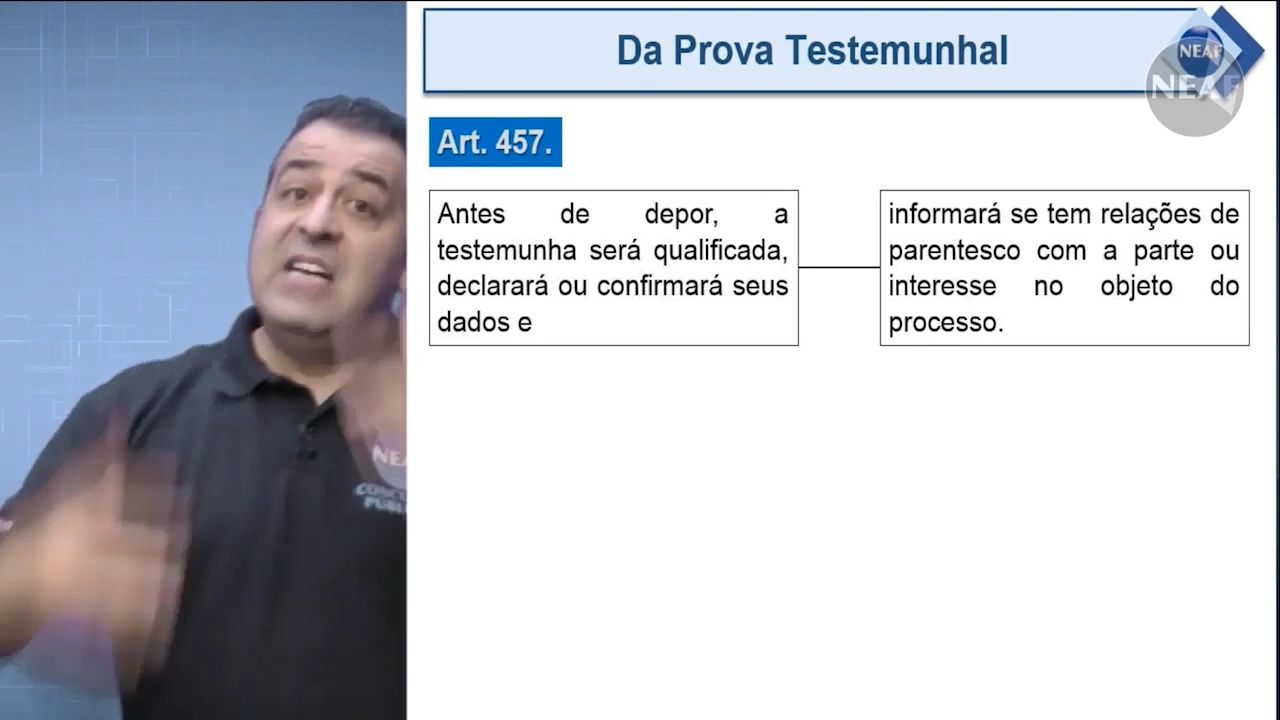 Da Prova Testemunhal
NEAF
NEAF
Art. 457.
Antes de depor, a
testemunha será qualificada,
declarará ou confirmará seus
dados e
informará se tem relações de
parentesco com a parte ou
interesse no objeto do
processo.